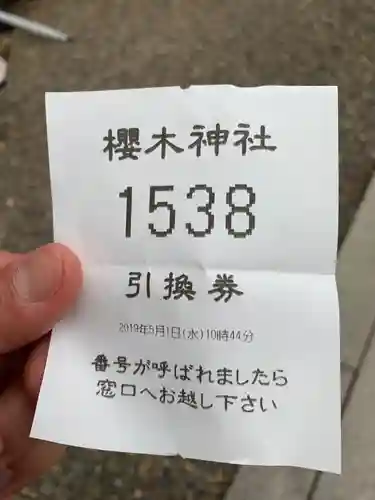 櫻木神社
1538
引換券
2019年5月1日(水)10時44分
番号が呼ばれましたら
窓口へお越し下さい